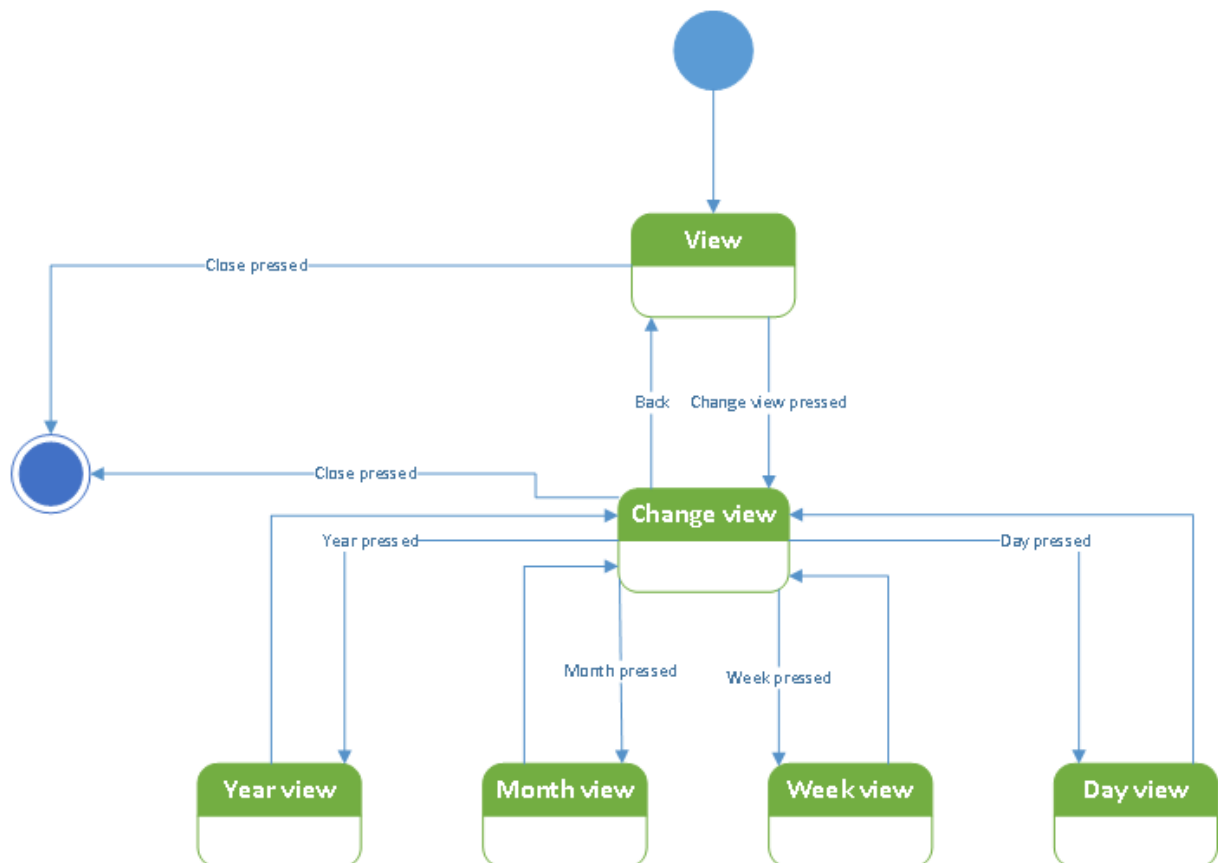 View
Close pressed
Back
Change view pressed
Close pressed
Change view
Year pressed
Day pressed
Month pressed
Week pressed
Year view
Month view
Week view
Day view